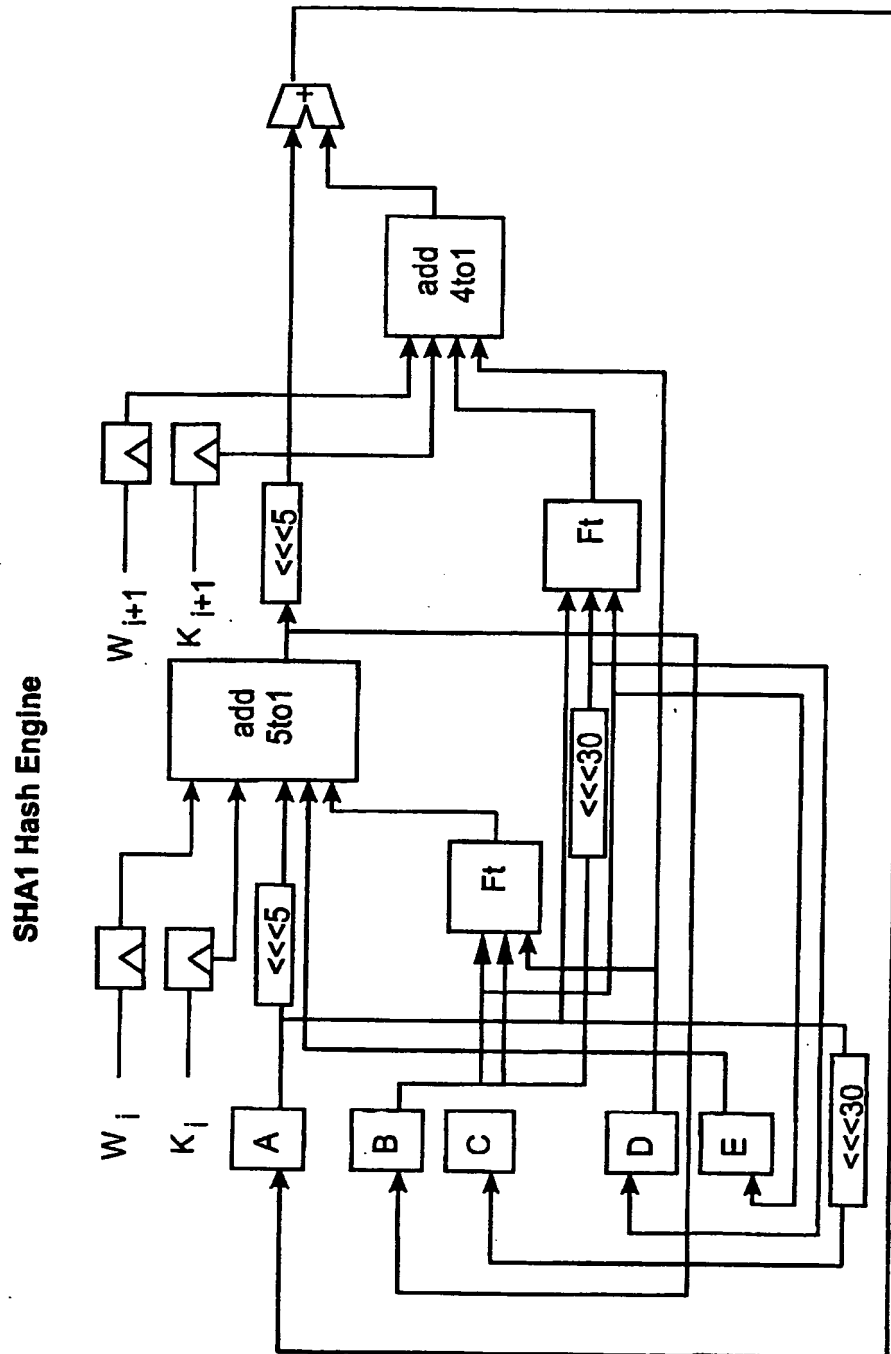 SHA1 Hash Engine
W i
K i
W i+1
K i+1
A
B
C
D
E
<<<5
<<<30
Ft
add
5to1
<<<30
<<<5
Ft
add
4to1
+